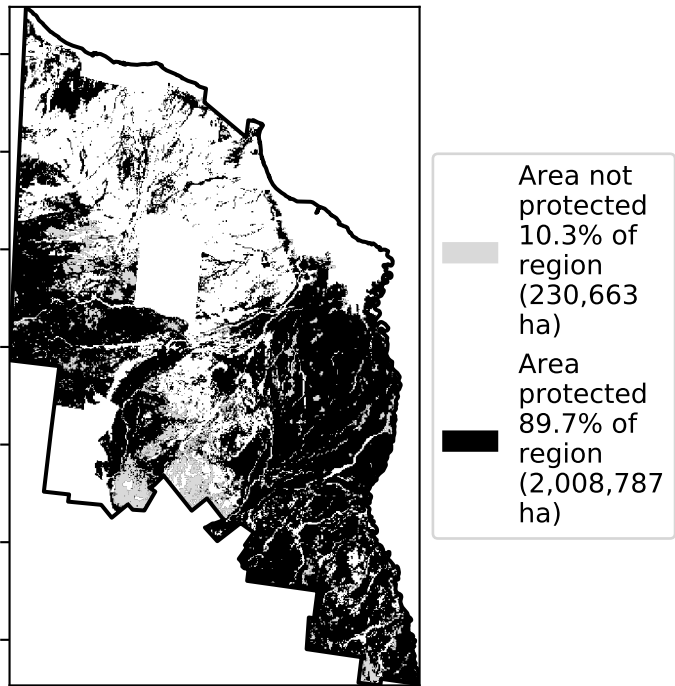 Area not
protected
10.3% of
region
(230,663
ha)
Area
protected
89.7% of
region
(2,008,787
ha)